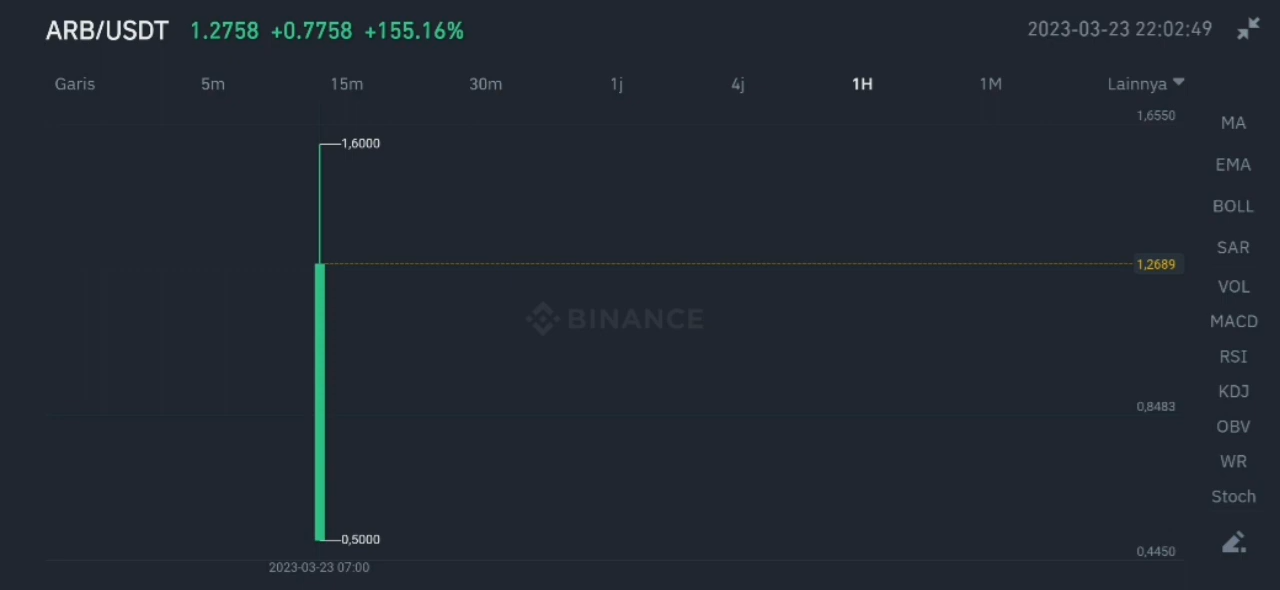 ARB/USDT 1.2758 +0.7758 +155.16% 2023-03-23 22:02:49
Garis 5m 15m 30m 1j 4j 1H 1M Lainnya
1,6550
MA
1,6000
EMA
BOLL
SAR
1,2689
VOL
BINANCE
MACD
RSI
KDJ
0,8483
OBV
WR
Stoch
0,5000
0,4450
2023-03-23 07:00